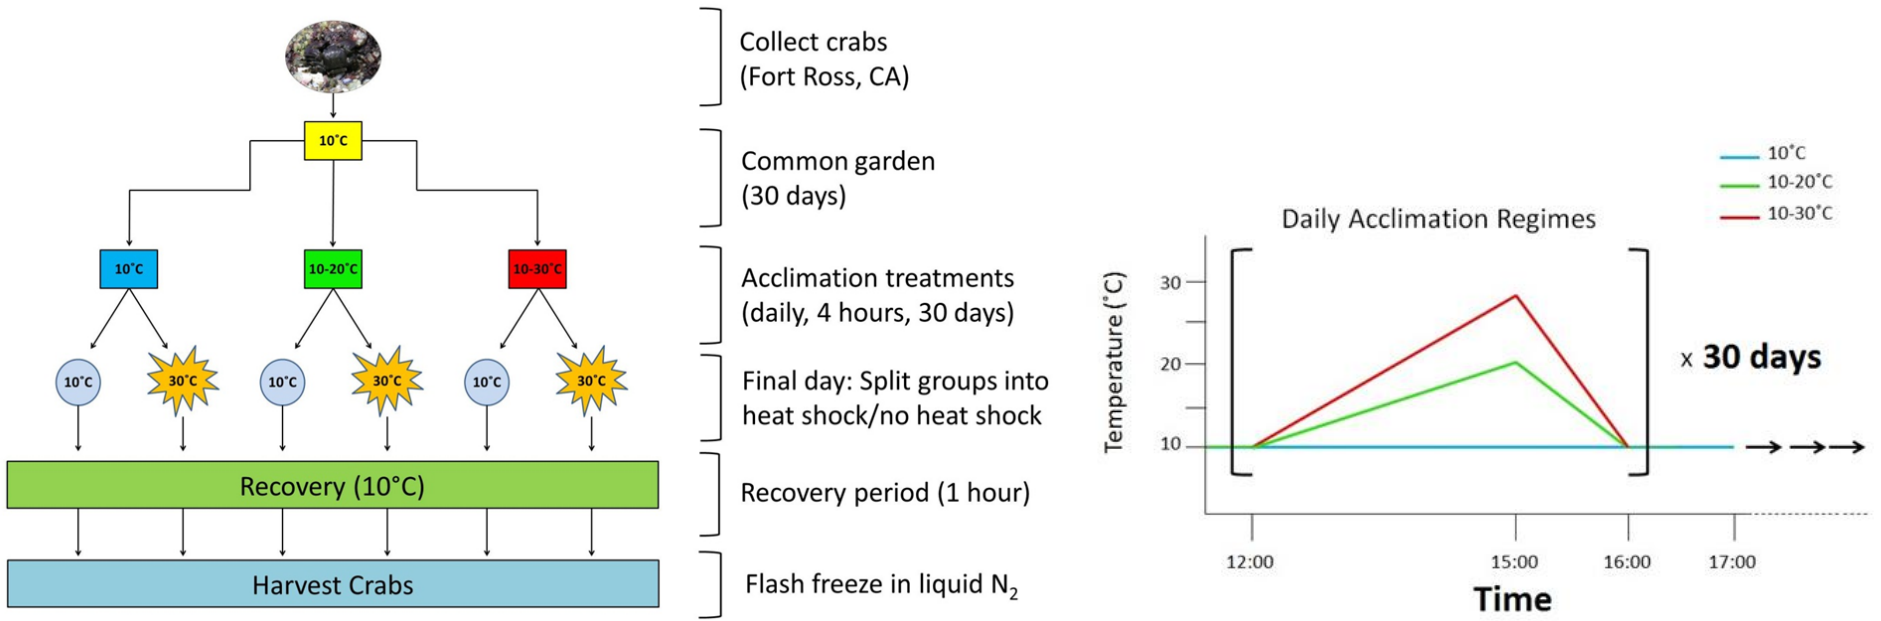 Collect crabs
(Fort Ross, CA)
10˚C
Common garden
(30 days)
10˚C
10-20˚C
10-30˚C
Acclimation treatments
(daily, 4 hours, 30 days)
10˚C
30˚C
10˚C
30˚C
10˚C
30˚C
Final day: Split groups into
heat shock/no heat shock
Recovery (10°C)
Recovery period (1 hour)
Harvest Crabs
Flash freeze in liquid N₂
10˚C
10-20˚C
10-30˚C
Daily Acclimation Regimes
Temperature (˚C)
30
20
10
x 30 days
12:00
15:00
16:00
17:00
Time